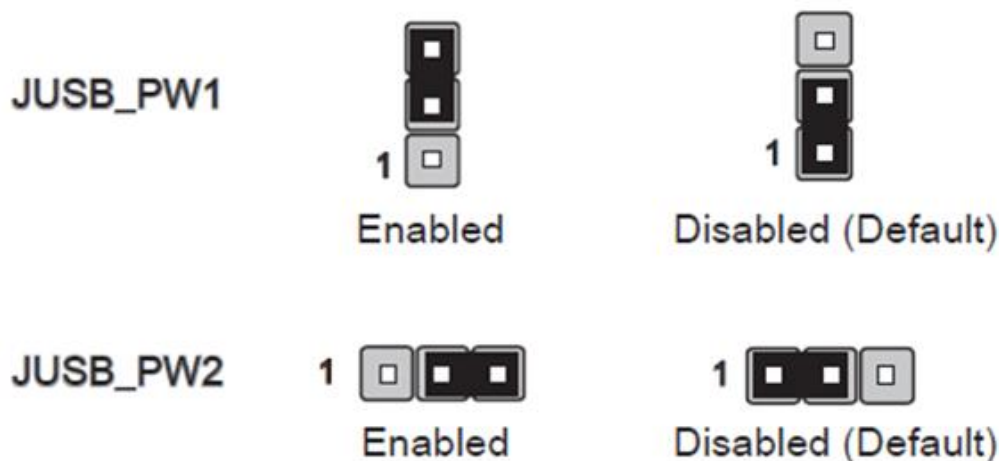 JUSB_PW1
1
1
Enabled
Disabled (Default)
JUSB_PW2
1
1
Enabled
Disabled (Default)